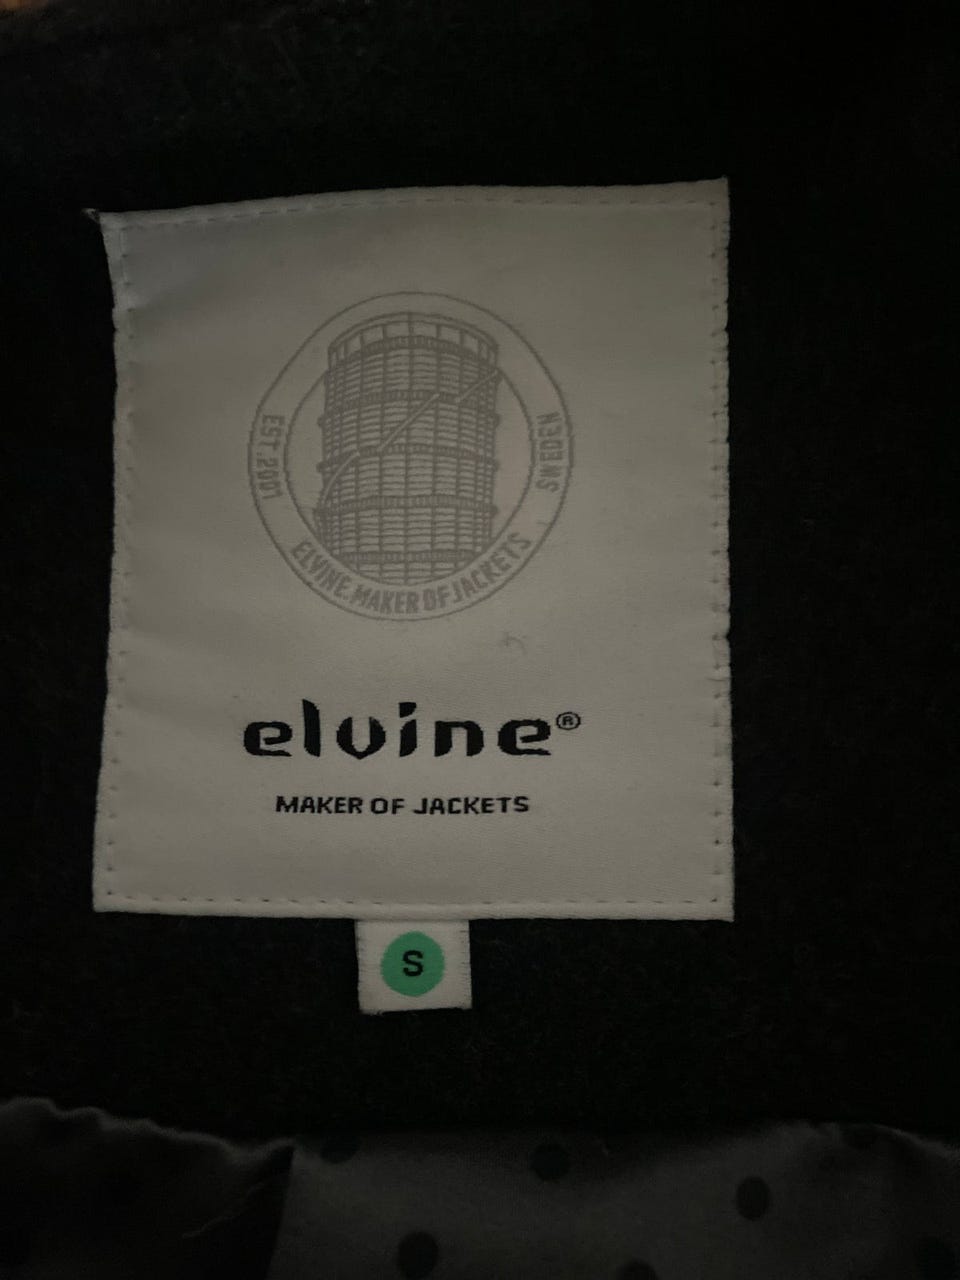 EST.2001
SWEDEN
ELVINE.MAKER OF JACKETS
elvine®
MAKER OF JACKETS
S